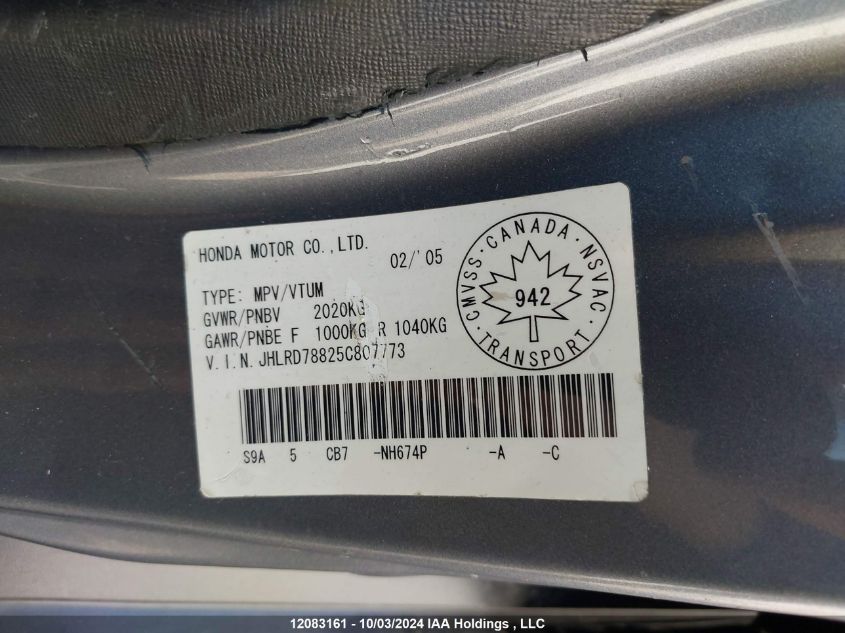 HONDA MOTOR CO.,LTD. 02/'05
TYPE: MPV/VTUM
GVWR/PNBV 2020KG
GAWR/PNBE F 1000KG R 1040KG
V.I.N. JHLRD78825C807773
CMVSS·CANADA·NSVAC
942
·TRANSPORT·
S9A 5 CB7 -NH674P -A -C
12083161 - 10/03/2024 IAA Holdings , LLC